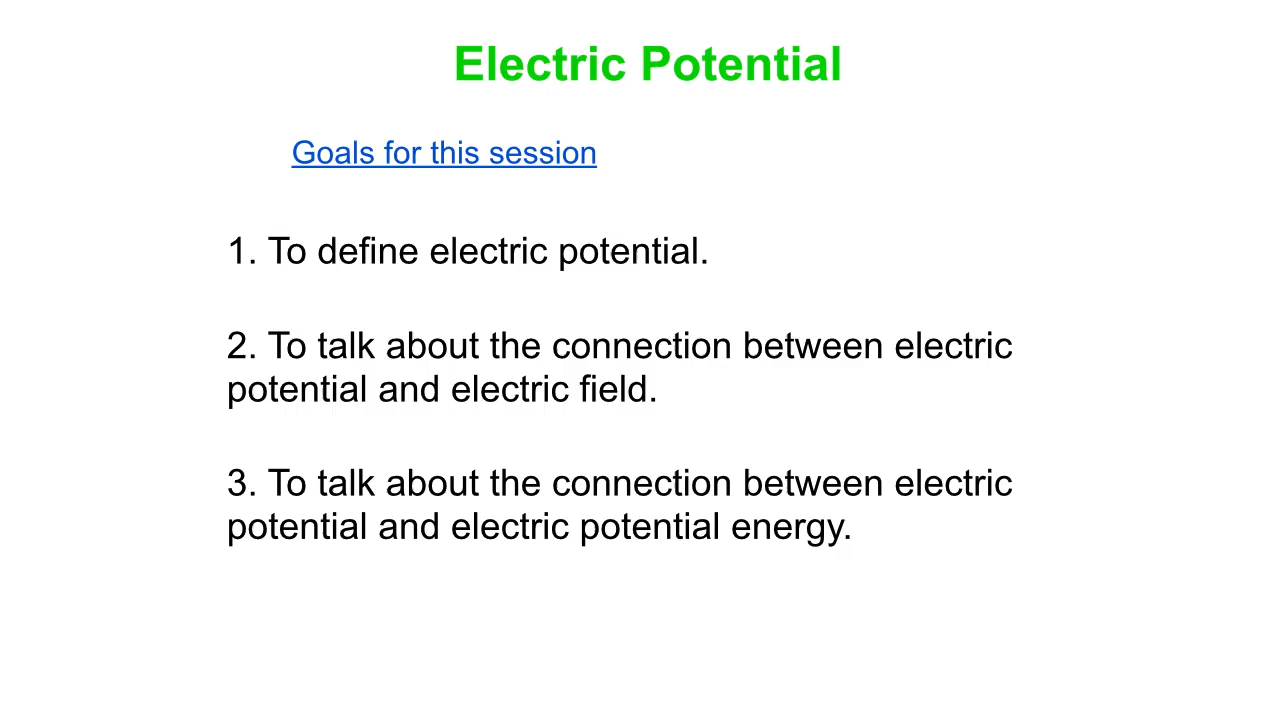 Electric Potential
Goals for this session
1. To define electric potential.
2. To talk about the connection between electric
potential and electric field.
3. To talk about the connection between electric
potential and electric potential energy.